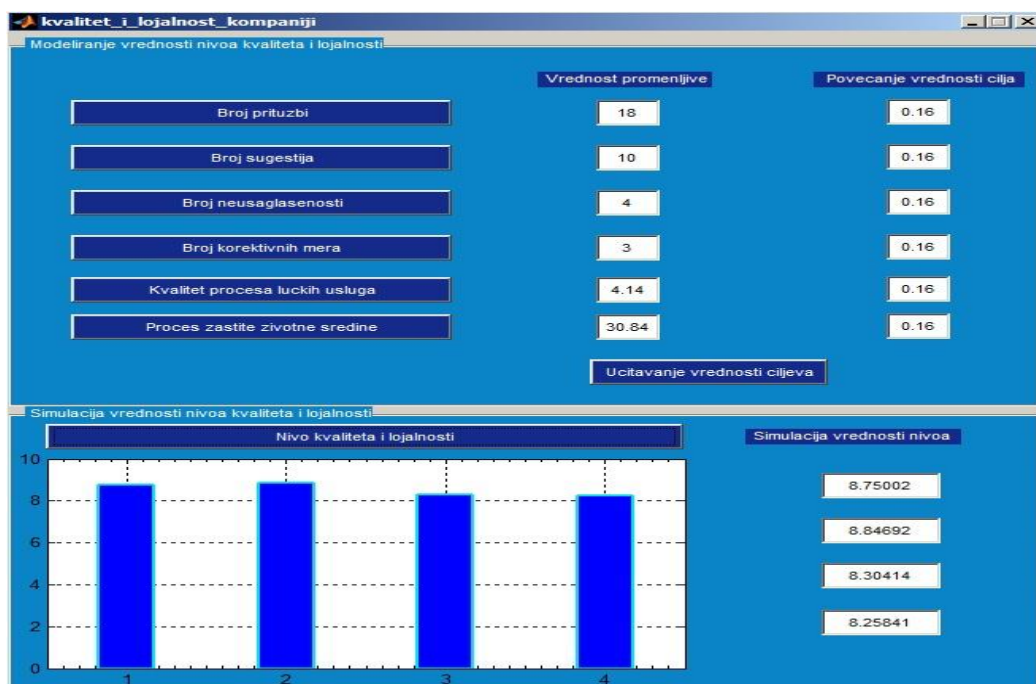 kvalitet_i_lojalnost_kompaniji
Modeliranje vrednosti nivoa kvaliteta i lojalnosti
Vrednost promenljive Povecanje vrednosti cilja
Broj prituzbi 18 0.16
Broj sugestija 10 0.16
Broj neusaglasenosti 4 0.16
Broj korektivnih mera 3 0.16
Kvalitet procesa luckih usluga 4.14 0.16
Proces zastite zivotne sredine 30.84 0.16
Ucitavanje vrednosti ciljeva
Simulacija vrednosti nivoa kvaliteta i lojalnosti
Nivo kvaliteta i lojalnosti Simulacija vrednosti nivoa
10
8
6
4
2
0
1 2 3 4
8.75002
8.84692
8.30414
8.25841